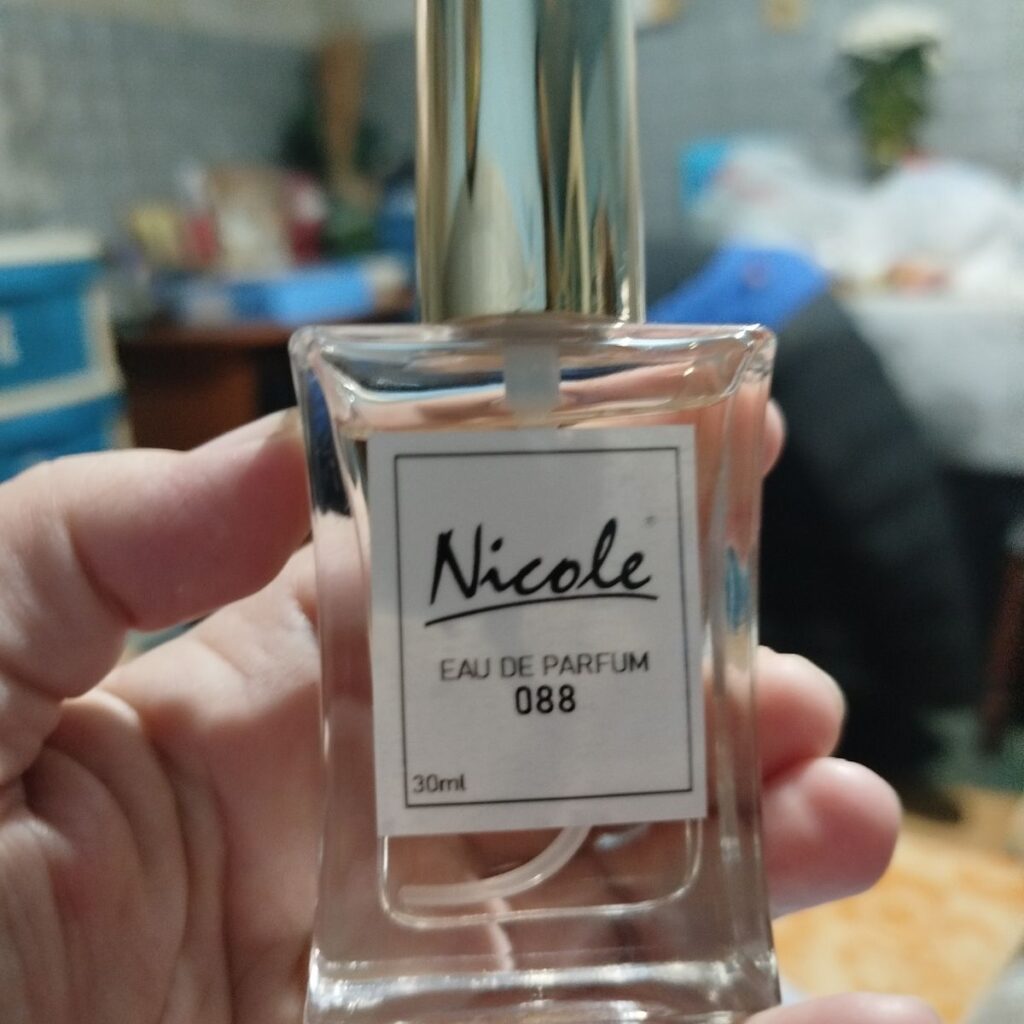 Nicole
EAU DE PARFUM
088
30ml